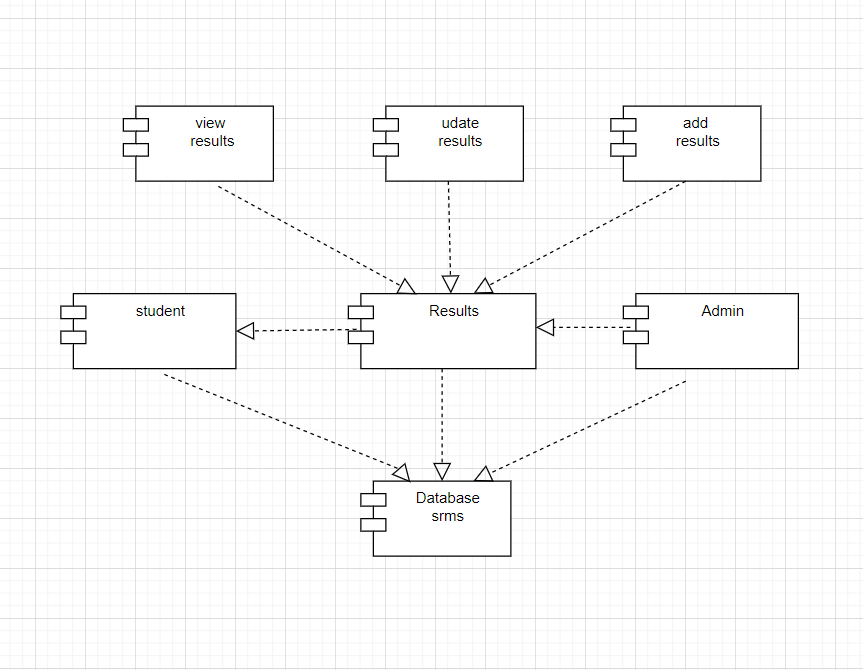 view
results
udate
results
add
results
student
Results
Admin
Database
srms